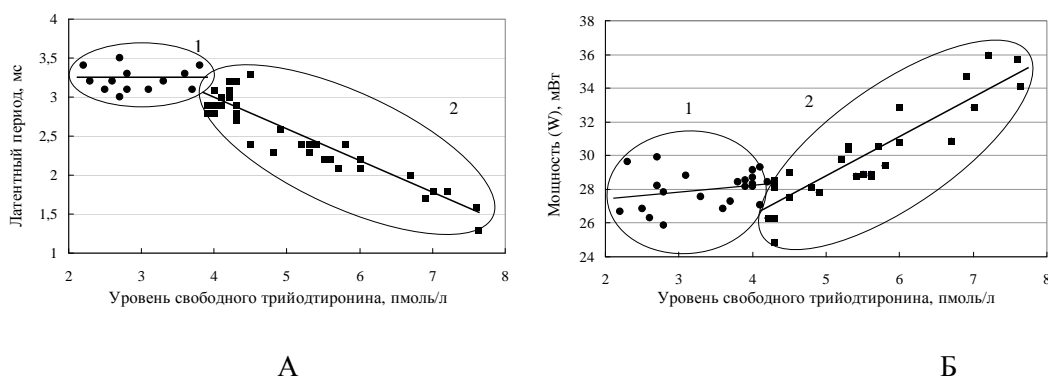 4
3,5
3
2,5
2
1,5
1
Латентный период, мс
1
2
2 3 4 5 6 7 8
Уровень свободного трийодтиронина, пмоль/л
А
38
36
34
32
30
28
26
24
Мощность (W), мВт
1
2
2 3 4 5 6 7 8
Уровень свободного трийодтиронина, пмоль/л
Б